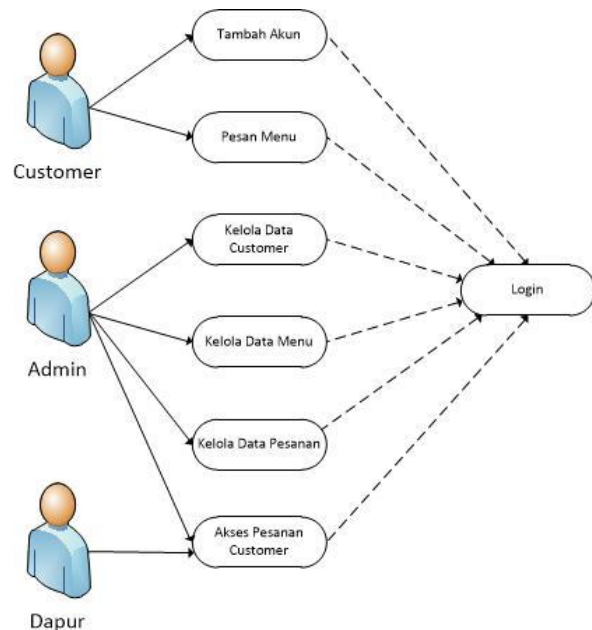 Tambah Akun
Pesan Menu
Customer
Kelola Data
Customer
Login
Kelola Data Menu
Admin
Kelola Data Pesanan
Akses Pesanan
Customer
Dapur